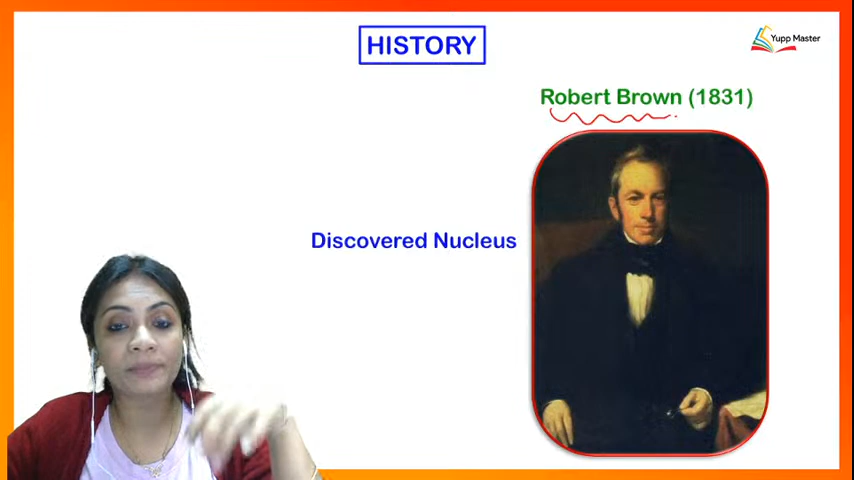 HISTORY
Yupp Master
Robert Brown (1831)
Discovered Nucleus